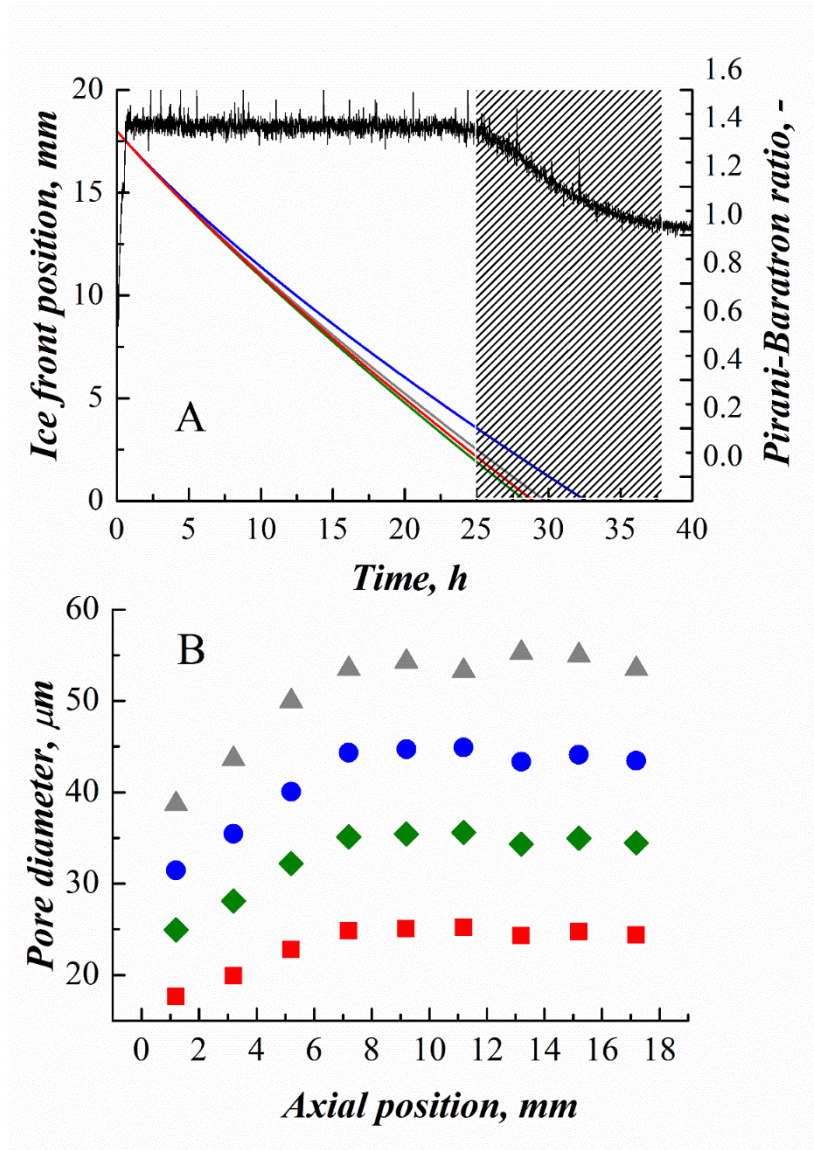 20
15
10
5
0
Ice front position, mm
A
1.6
1.4
1.2
1.0
0.8
0.6
0.4
0.2
0.0
Pirani-Baratron ratio, -
0 5 10 15 20 25 30 35 40
Time, h
60
50
40
30
20
Pore diameter, μm
B
0 2 4 6 8 10 12 14 16 18
Axial position, mm